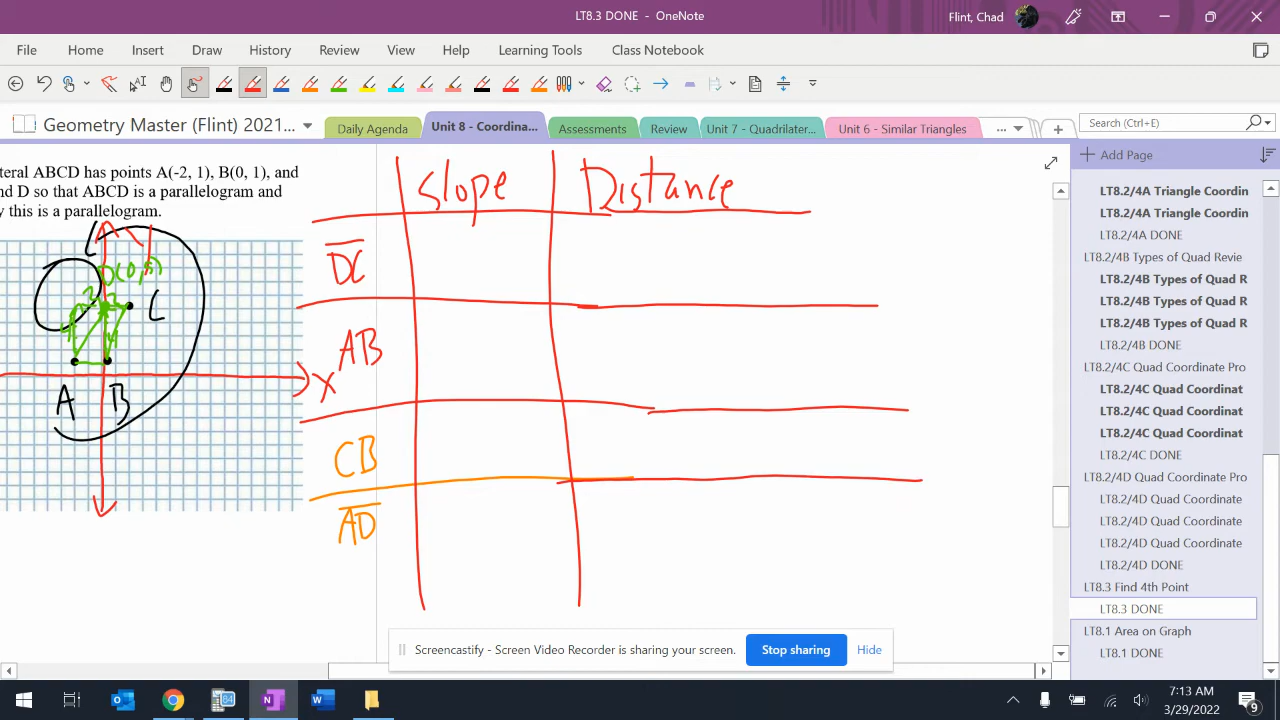 LT8.3 DONE - OneNote
Flint, Chad
File Home Insert Draw History Review View Help Learning Tools Class Notebook
Geometry Master (Flint) 2021...
Daily Agenda
Unit 8 - Coordina...
Assessments
Review
Unit 7 - Quadrilater...
Unit 6 - Similar Triangles
...
Search (Ctrl+E)
Add Page
teral ABCD has points A(-2, 1), B(0, 1), and
nd D so that ABCD is a parallelogram and
y this is a parallelogram.
Slope Distance
DC
AB
CB
AD
D(0,5)
C
X
A B
LT8.2/4A Triangle Coordin
LT8.2/4A Triangle Coordin
LT8.2/4A DONE
LT8.2/4B Types of Quad Revie
LT8.2/4B Types of Quad R
LT8.2/4B Types of Quad R
LT8.2/4B Types of Quad R
LT8.2/4B DONE
LT8.2/4C Quad Coordinate Pro
LT8.2/4C Quad Coordinat
LT8.2/4C Quad Coordinat
LT8.2/4C Quad Coordinat
LT8.2/4C DONE
LT8.2/4D Quad Coordinate Pro
LT8.2/4D Quad Coordinate
LT8.2/4D Quad Coordinate
LT8.2/4D Quad Coordinate
LT8.2/4D DONE
LT8.3 Find 4th Point
LT8.3 DONE
LT8.1 Area on Graph
LT8.1 DONE
Screencastify - Screen Video Recorder is sharing your screen.
Stop sharing
Hide
7:13 AM
3/29/2022
9